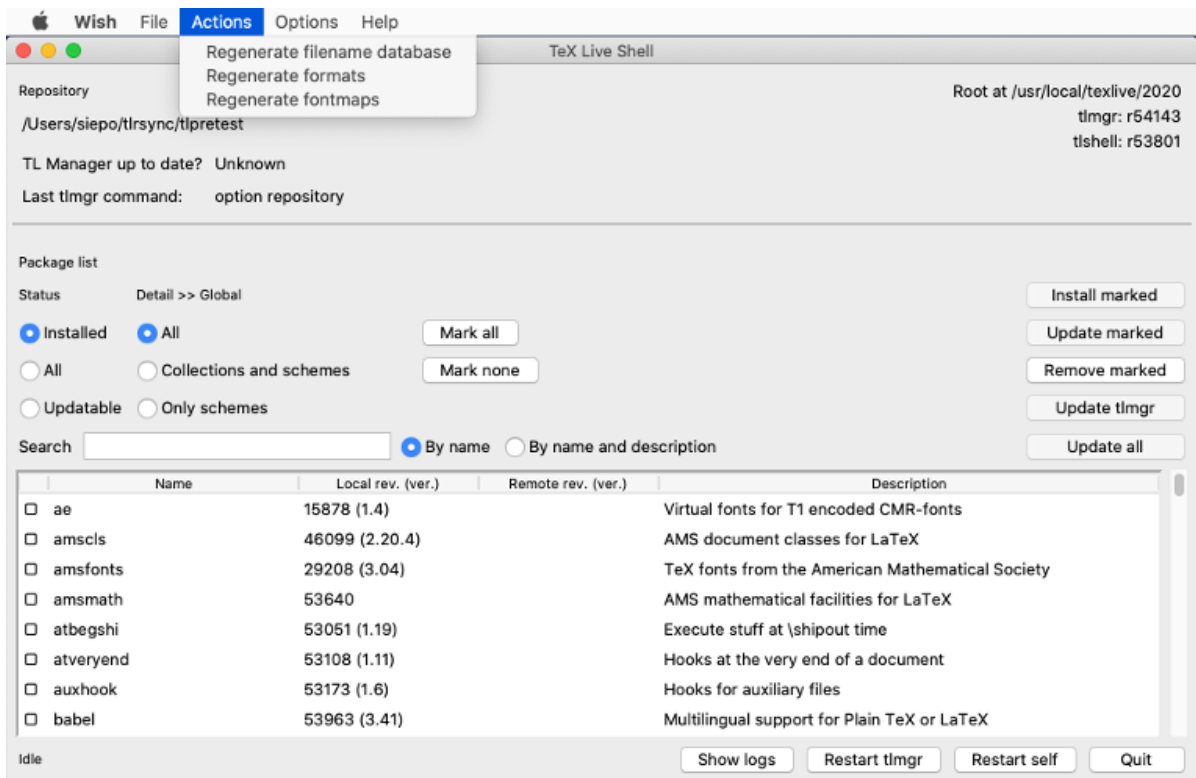 Wish File Actions Options Help
Regenerate filename database
Regenerate formats
Regenerate fontmaps
TeX Live Shell
Repository
Root at /usr/local/texlive/2020
/Users/siepo/tlrsync/tlpretest
tlmgr: r54143
tlshell: r53801
TL Manager up to date? Unknown
Last tlmgr command: option repository
Package list
Status Detail >> Global
Install marked
Installed All Mark all Update marked
All Collections and schemes Mark none Remove marked
Updatable Only schemes Update tlmgr
Search By name By name and description Update all
Name Local rev. (ver.) Remote rev. (ver.) Description
ae 15878 (1.4) Virtual fonts for T1 encoded CMR-fonts
amscls 46099 (2.20.4) AMS document classes for LaTeX
amsfonts 29208 (3.04) TeX fonts from the American Mathematical Society
amsmath 53640 AMS mathematical facilities for LaTeX
atbegshi 53051 (1.19) Execute stuff at \shipout time
atveryend 53108 (1.11) Hooks at the very end of a document
auxhook 53173 (1.6) Hooks for auxiliary files
babel 53963 (3.41) Multilingual support for Plain TeX or LaTeX
Idle Show logs Restart tlmgr Restart self Quit